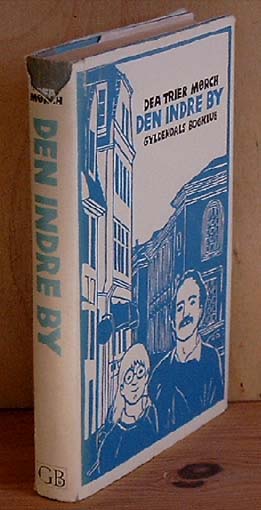 MØRCH
DEN INDRE BY
GB
DEA TRIER MØRCH
DEN INDRE BY
GYLDENDALS BOGKLUB